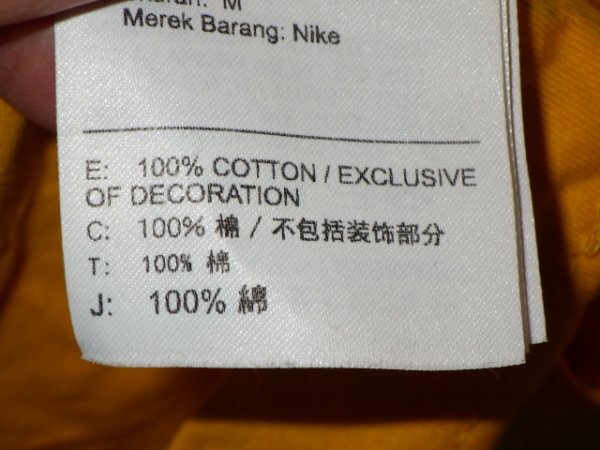 M
Merek Barang: Nike
E: 100% COTTON / EXCLUSIVE
OF DECORATION
C: 100% 棉 / 不包括装饰部分
T: 100% 棉
J: 100% 綿